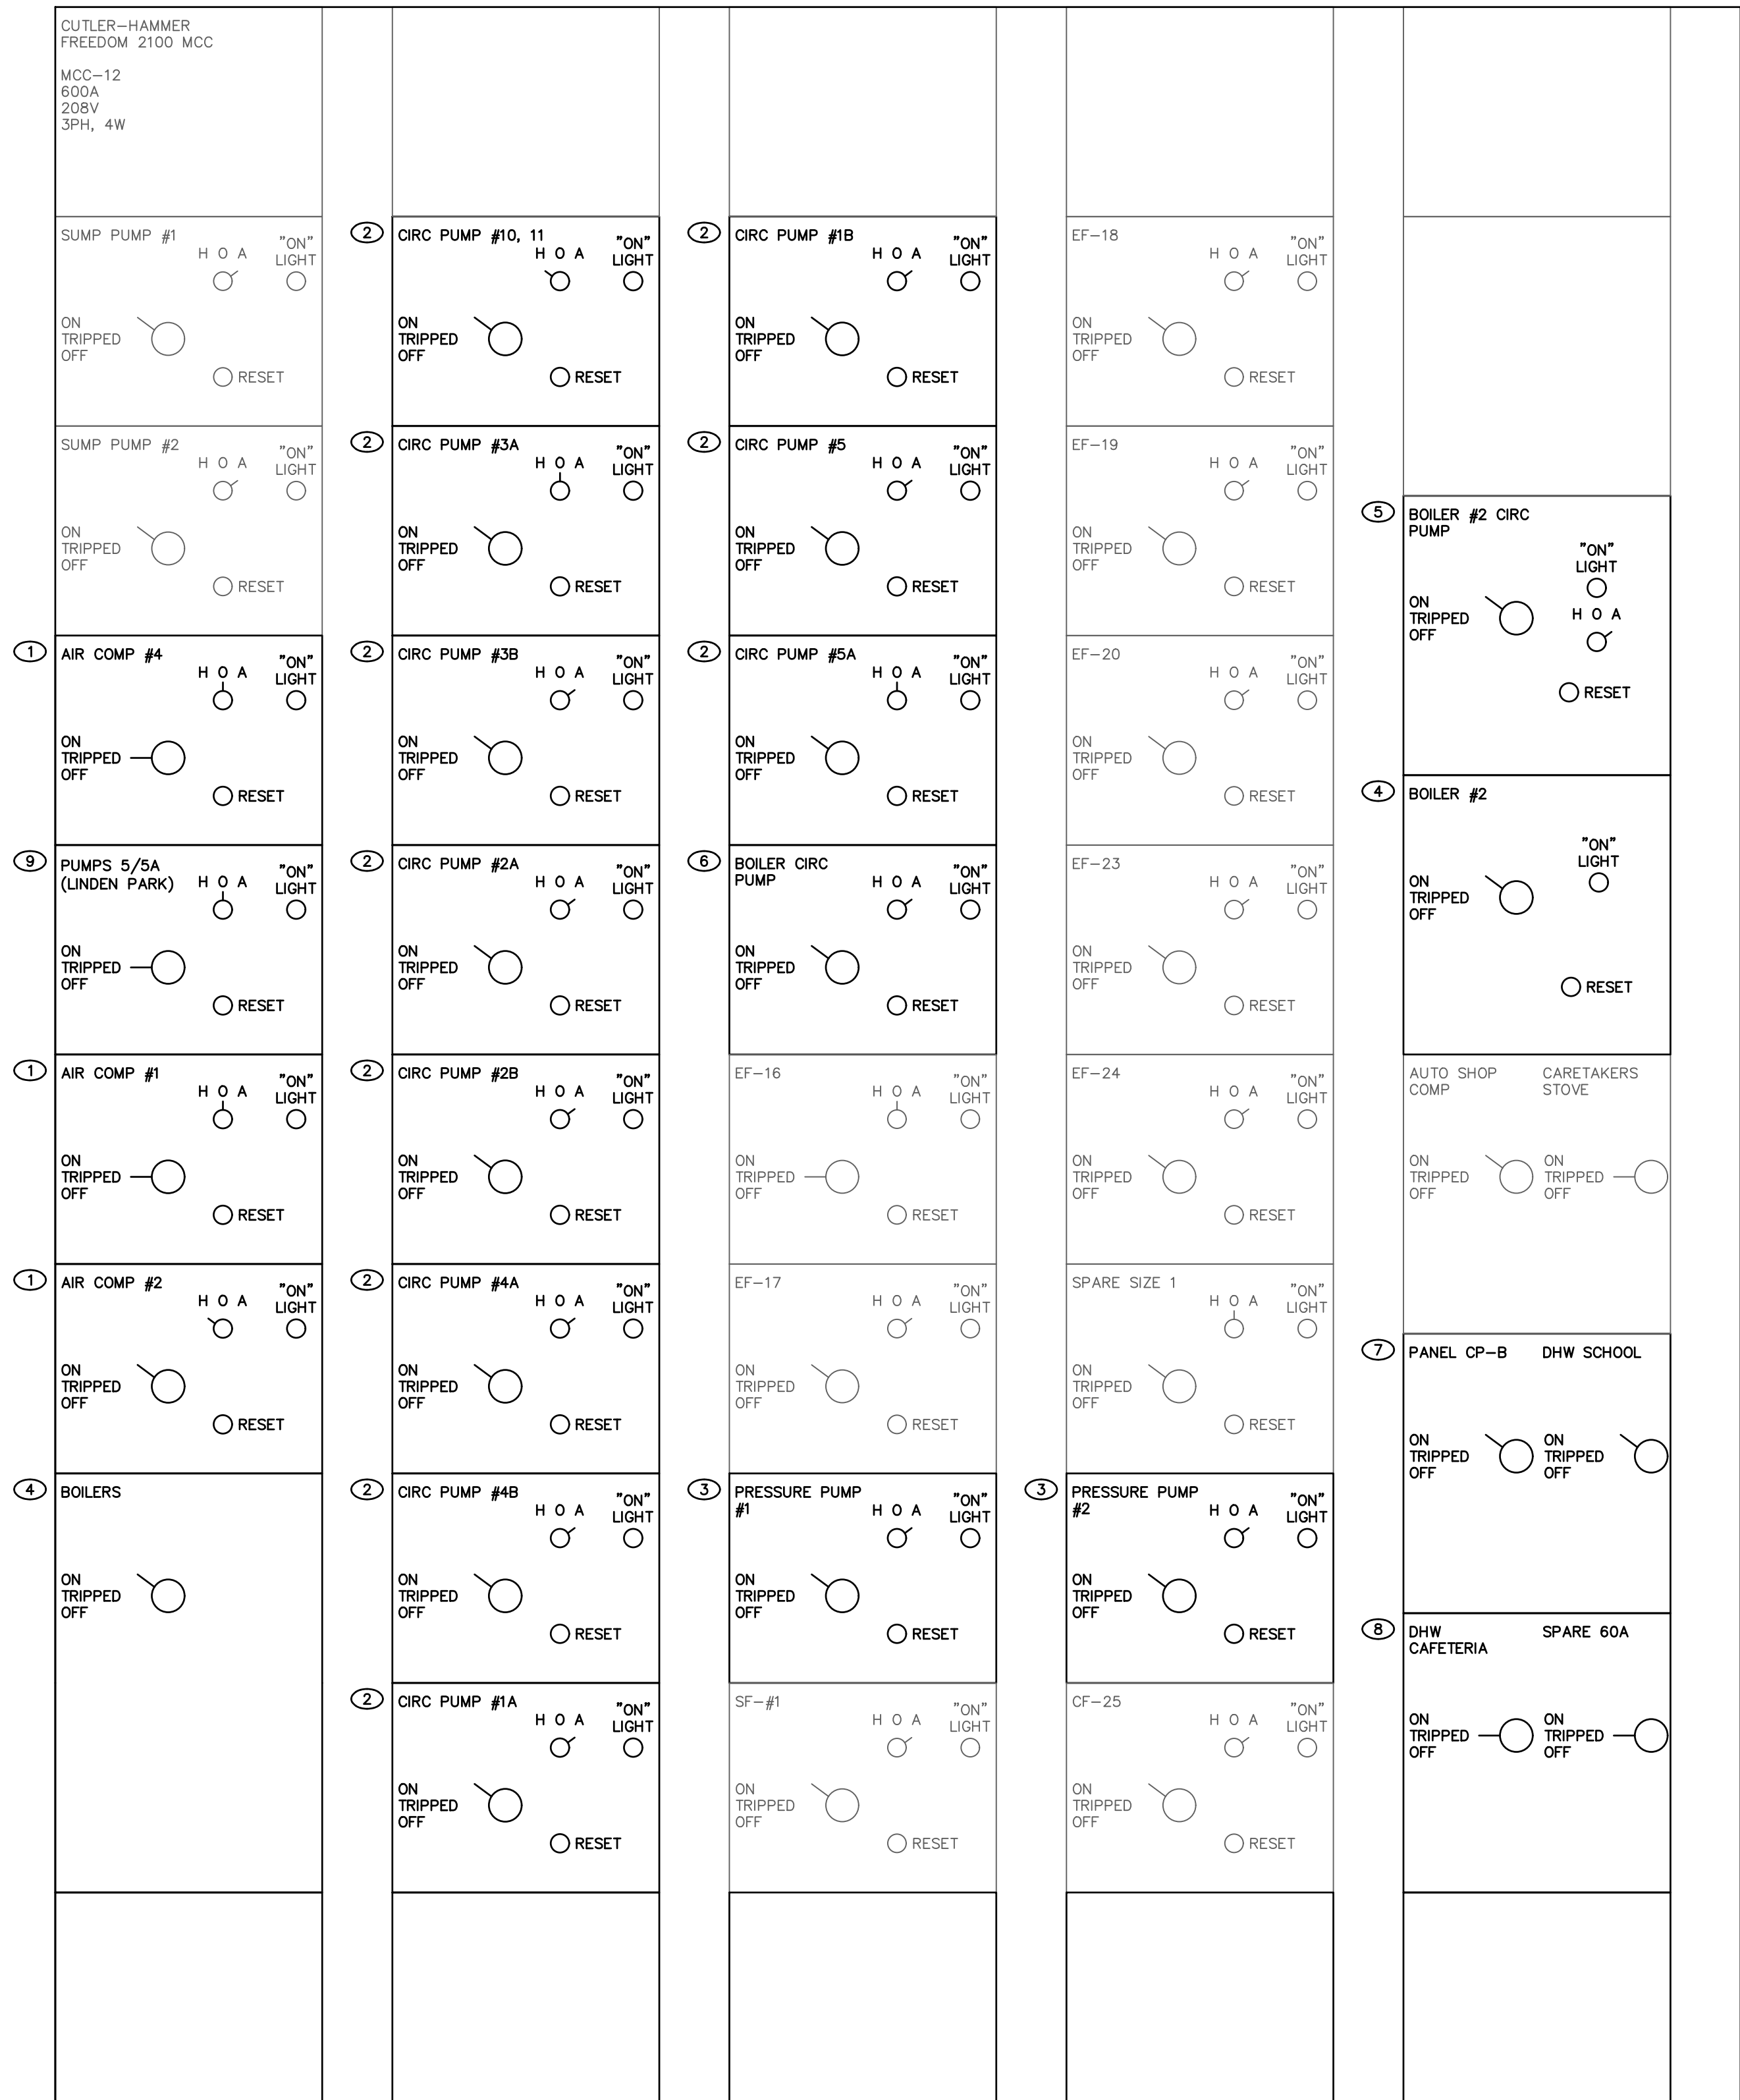 CUTLER-HAMMER
FREEDOM 2100 MCC
MCC-12
600A
208V
3PH, 4W
SUMP PUMP #1
H O A
"ON"
LIGHT
ON
TRIPPED
OFF
RESET
SUMP PUMP #2
H O A
"ON"
LIGHT
ON
TRIPPED
OFF
RESET
1
AIR COMP #4
H O A
"ON"
LIGHT
ON
TRIPPED
OFF
RESET
9
PUMPS 5/5A
(LINDEN PARK)
H O A
"ON"
LIGHT
ON
TRIPPED
OFF
RESET
1
AIR COMP #1
H O A
"ON"
LIGHT
ON
TRIPPED
OFF
RESET
1
AIR COMP #2
H O A
"ON"
LIGHT
ON
TRIPPED
OFF
RESET
4
BOILERS
ON
TRIPPED
OFF
2
CIRC PUMP #10, 11
H O A
"ON"
LIGHT
ON
TRIPPED
OFF
RESET
2
CIRC PUMP #3A
H O A
"ON"
LIGHT
ON
TRIPPED
OFF
RESET
2
CIRC PUMP #3B
H O A
"ON"
LIGHT
ON
TRIPPED
OFF
RESET
2
CIRC PUMP #2A
H O A
"ON"
LIGHT
ON
TRIPPED
OFF
RESET
2
CIRC PUMP #2B
H O A
"ON"
LIGHT
ON
TRIPPED
OFF
RESET
2
CIRC PUMP #4A
H O A
"ON"
LIGHT
ON
TRIPPED
OFF
RESET
2
CIRC PUMP #4B
H O A
"ON"
LIGHT
ON
TRIPPED
OFF
RESET
2
CIRC PUMP #1A
H O A
"ON"
LIGHT
ON
TRIPPED
OFF
RESET
2
CIRC PUMP #1B
H O A
"ON"
LIGHT
ON
TRIPPED
OFF
RESET
2
CIRC PUMP #5
H O A
"ON"
LIGHT
ON
TRIPPED
OFF
RESET
2
CIRC PUMP #5A
H O A
"ON"
LIGHT
ON
TRIPPED
OFF
RESET
6
BOILER CIRC
PUMP
H O A
"ON"
LIGHT
ON
TRIPPED
OFF
RESET
EF-16
H O A
"ON"
LIGHT
ON
TRIPPED
OFF
RESET
EF-17
H O A
"ON"
LIGHT
ON
TRIPPED
OFF
RESET
3
PRESSURE PUMP
#1
H O A
"ON"
LIGHT
ON
TRIPPED
OFF
RESET
SF-#1
H O A
"ON"
LIGHT
ON
TRIPPED
OFF
RESET
EF-18
H O A
"ON"
LIGHT
ON
TRIPPED
OFF
RESET
EF-19
H O A
"ON"
LIGHT
ON
TRIPPED
OFF
RESET
EF-20
H O A
"ON"
LIGHT
ON
TRIPPED
OFF
RESET
EF-23
H O A
"ON"
LIGHT
ON
TRIPPED
OFF
RESET
EF-24
H O A
"ON"
LIGHT
ON
TRIPPED
OFF
RESET
SPARE SIZE 1
H O A
"ON"
LIGHT
ON
TRIPPED
OFF
RESET
3
PRESSURE PUMP
#2
H O A
"ON"
LIGHT
ON
TRIPPED
OFF
RESET
CF-25
H O A
"ON"
LIGHT
ON
TRIPPED
OFF
RESET
5
BOILER #2 CIRC
PUMP
"ON"
LIGHT
H O A
ON
TRIPPED
OFF
RESET
4
BOILER #2
"ON"
LIGHT
ON
TRIPPED
OFF
RESET
AUTO SHOP
COMP
CARETAKERS
STOVE
ON
TRIPPED
OFF
ON
TRIPPED
OFF
7
PANEL CP-B
DHW SCHOOL
ON
TRIPPED
OFF
ON
TRIPPED
OFF
8
DHW
CAFETERIA
SPARE 60A
ON
TRIPPED
OFF
ON
TRIPPED
OFF